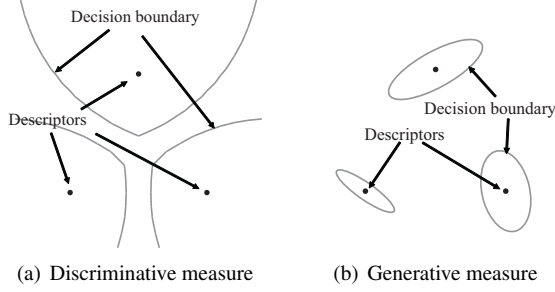 Decision boundary
Descriptors
Decision boundary
Descriptors
(a) Discriminative measure
(b) Generative measure